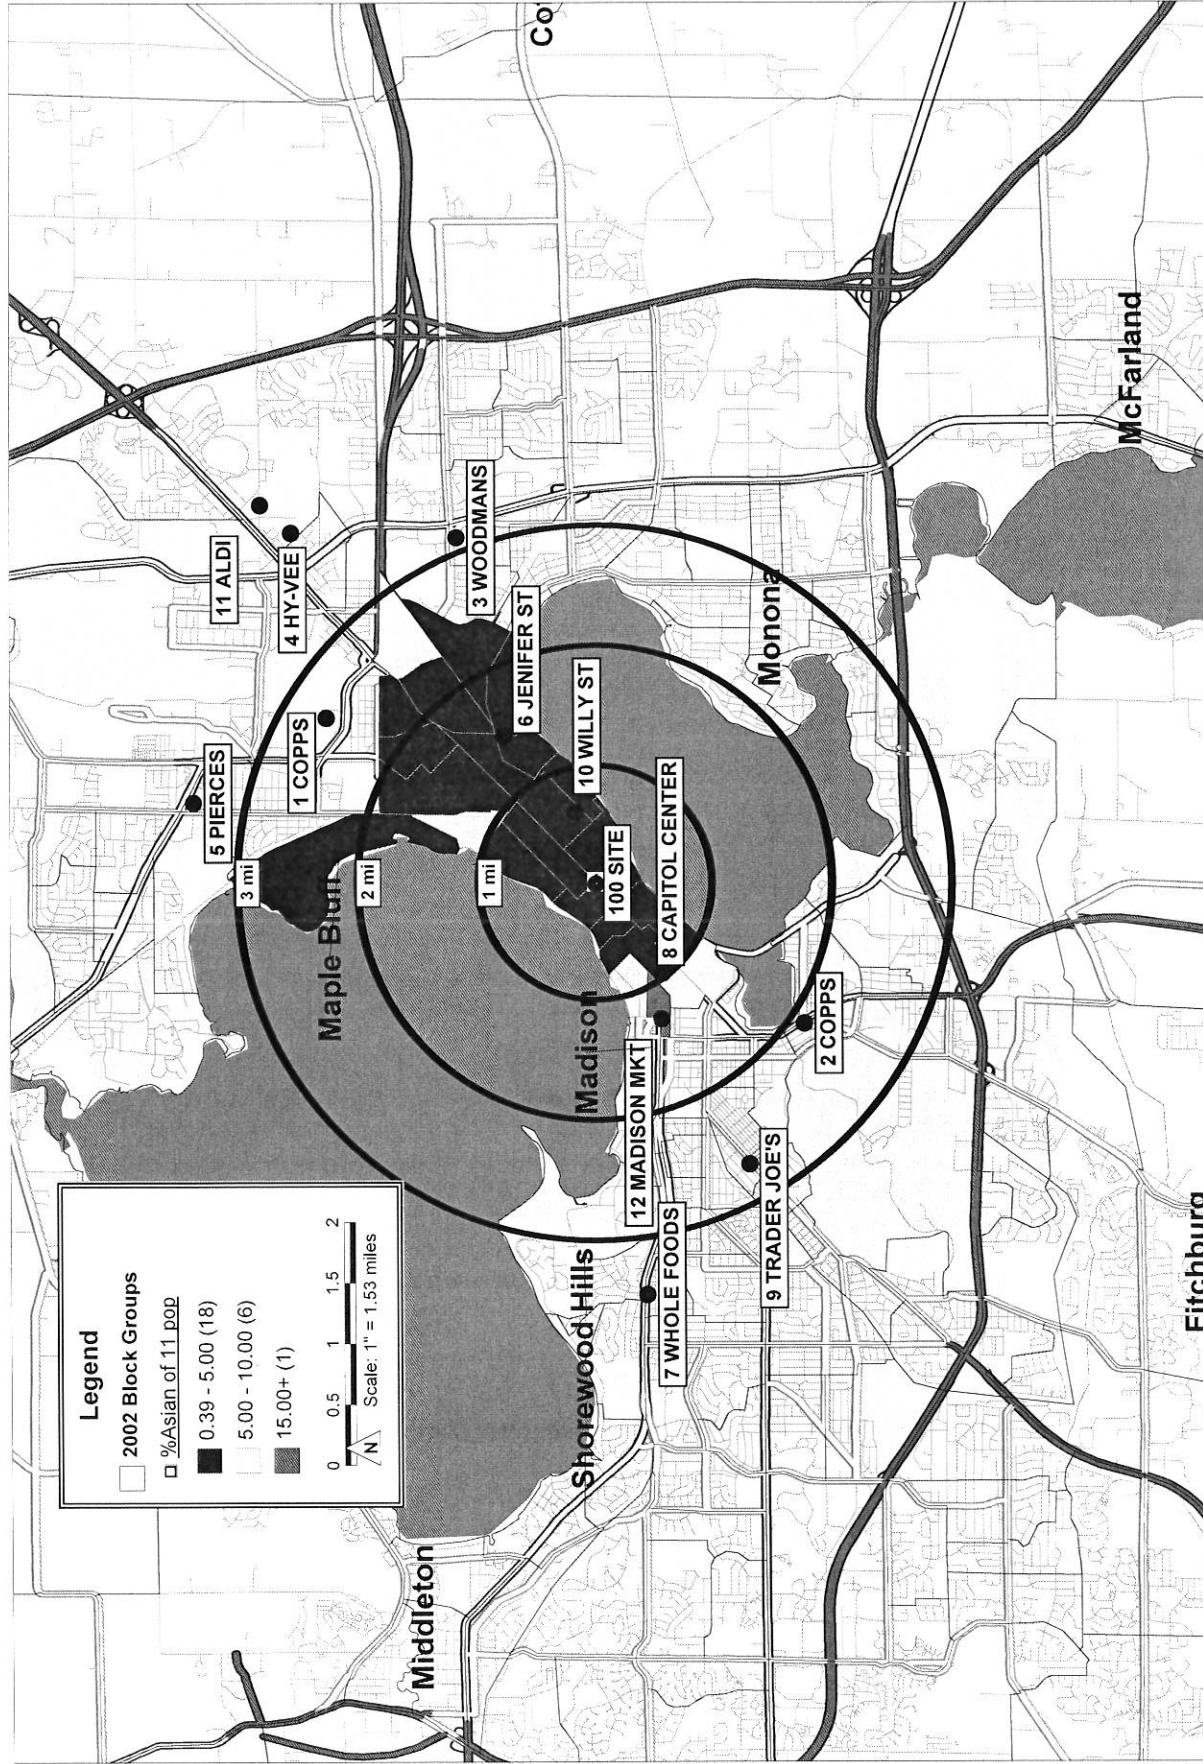 Legend
2002 Block Groups
%Asian of 11 pop
0.39 - 5.00 (18)
5.00 - 10.00 (6)
15.00+ (1)
0 0.5 1 1.5 2
N
Scale: 1" = 1.53 miles
5 PIERCES
11 ALDI
4 HY-VEE
1 COPPS
3 mi
Maple Bluff
2 mi
3 WOODMANS
1 mi
6 JENIFER ST
10 WILLY ST
Co
Middleton
Shorewood Hills
Madison
100 SITE
8 CAPITOL CENTER
12 MADISON MKT
7 WHOLE FOODS
Monona
9 TRADER JOE'S
2 COPPS
McFarland
Fitchburg